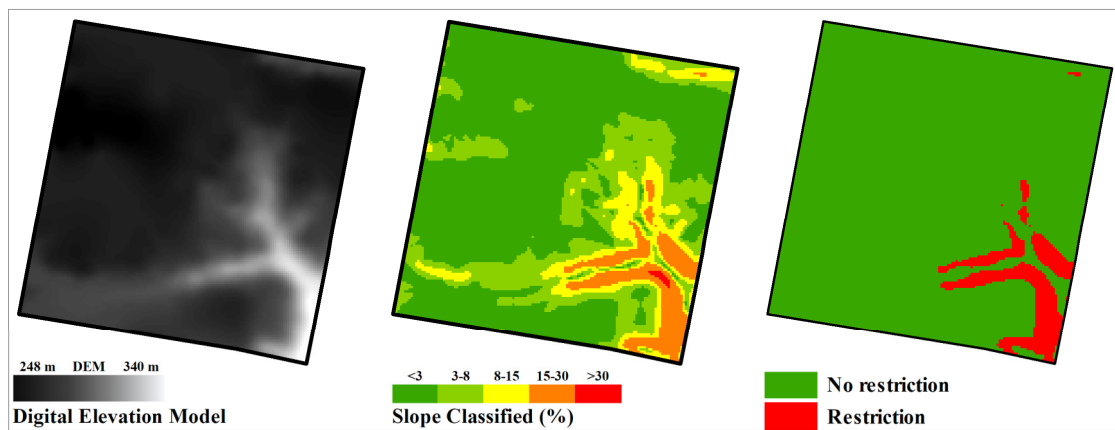 248 m DEM 340 m
Digital Elevation Model
<3 3-8 8-15 15-30 >30
Slope Classified (%)
No restriction
Restriction